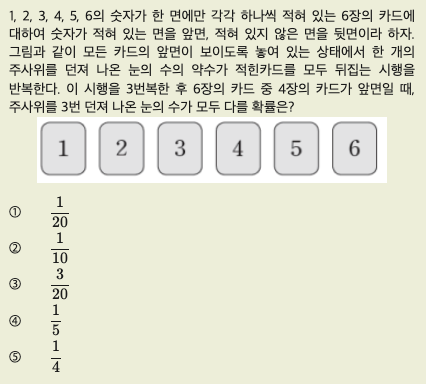 1, 2, 3, 4, 5, 6의 숫자가 한 면에만 각각 하나씩 적혀 있는 6장의 카드에
대하여 숫자가 적혀 있는 면을 앞면, 적혀 있지 않은 면을 뒷면이라 하자.
그림과 같이 모든 카드의 앞면이 보이도록 놓여 있는 상태에서 한 개의
주사위를 던져 나온 눈의 수의 약수가 적힌카드를 모두 뒤집는 시행을
반복한다. 이 시행을 3번복한 후 6장의 카드 중 4장의 카드가 앞면일 때,
주사위를 3번 던져 나온 눈의 수가 모두 다를 확률은?
1 2 3 4 5 6
① 1/20
② 1/10
③ 3/20
④ 1/5
⑤ 1/4